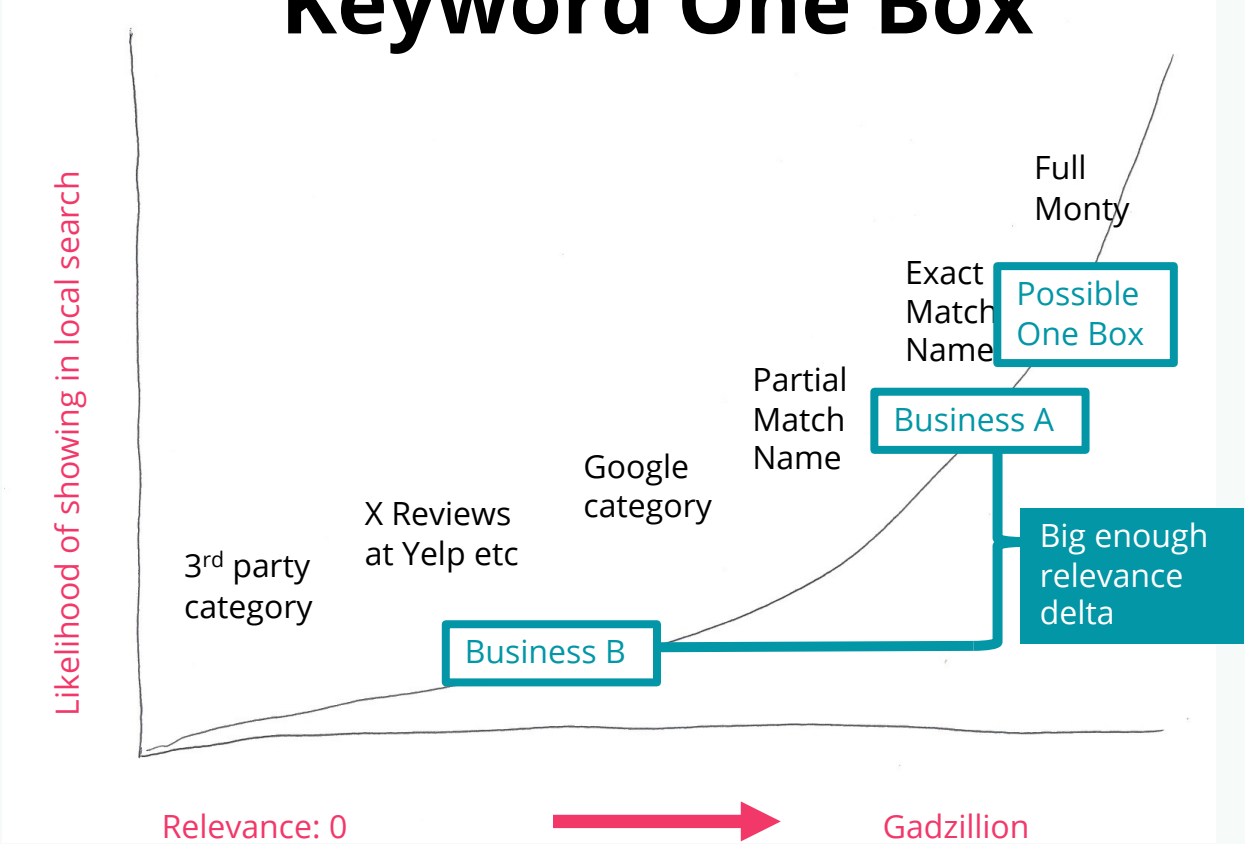 Keyword One Box
Likelihood of showing in local search
Full
Monty
Exact
Match
Name
Possible
One Box
Partial
Match
Name
Business A
Google
category
X Reviews
at Yelp etc
3rd party
category
Big enough
relevance
delta
Business B
Relevance: 0
Gadzillion